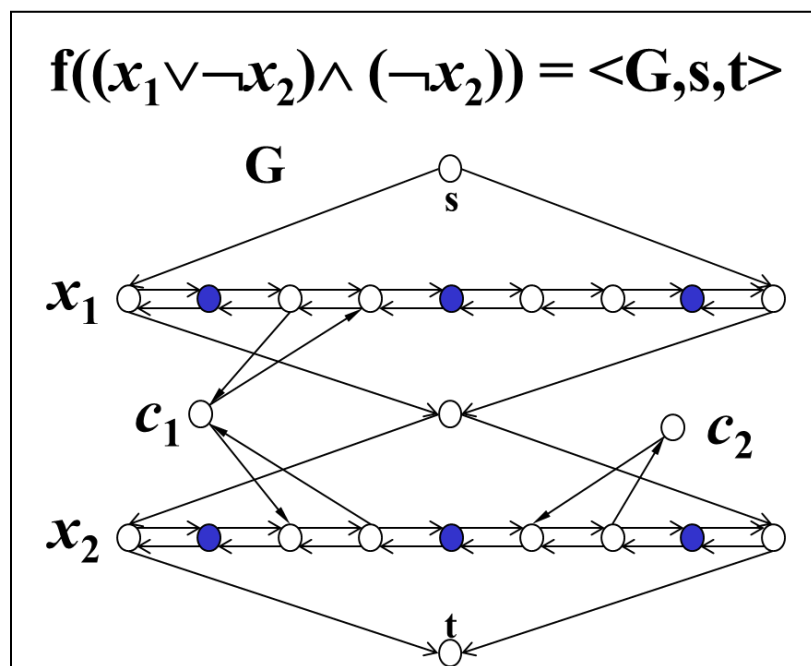 f((x₁∨¬x₂)∧ (¬x₂)) = <G,s,t>
G
s
x₁
c₁
c₂
x₂
t